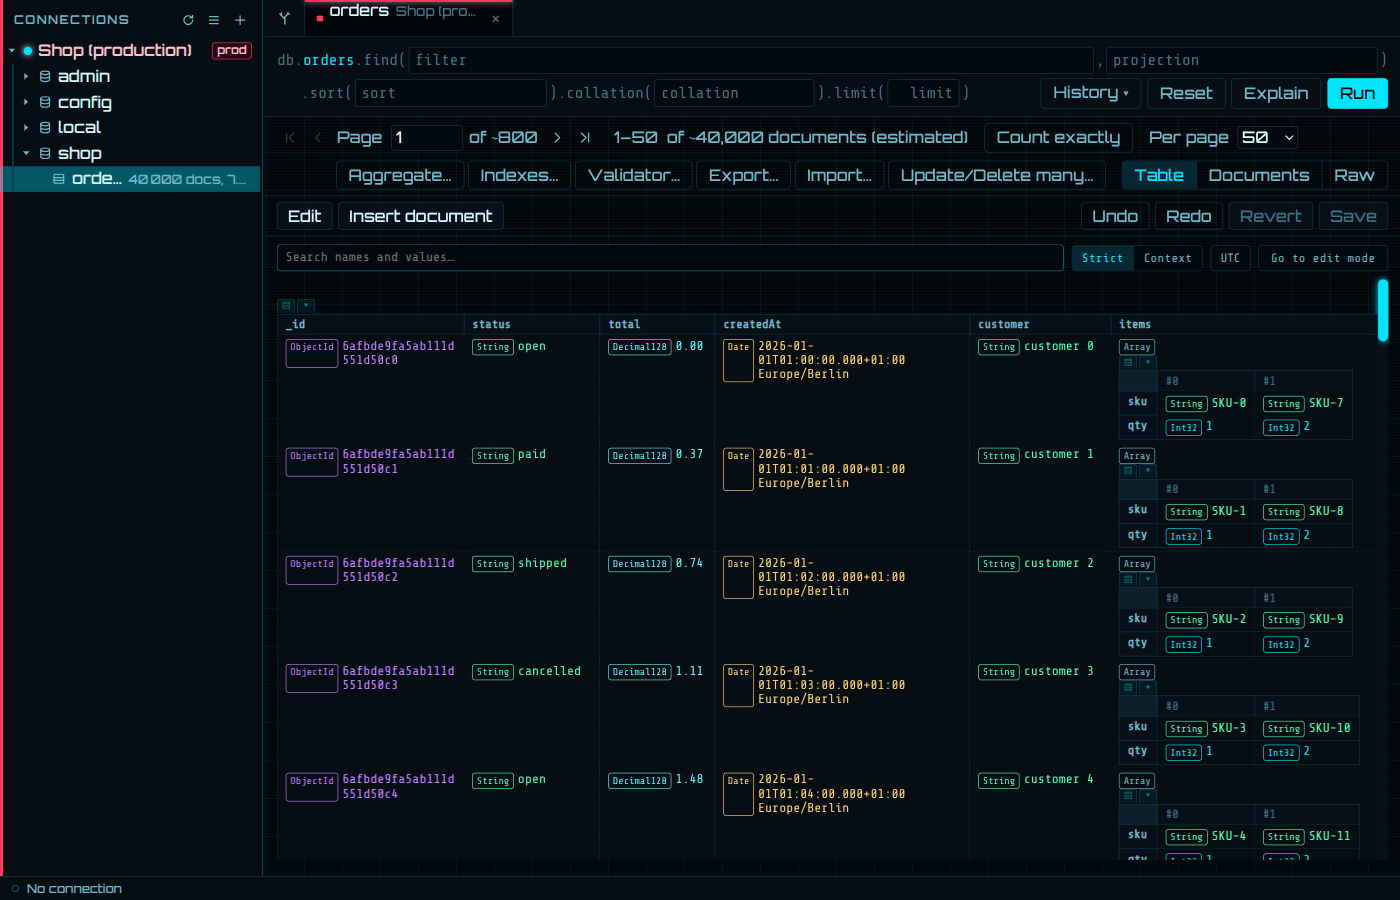 CONNECTIONS
Shop (production) prod
admin
config
local
shop
orde... 40 000 docs, 7....
orders Shop (pro... ×
db.orders.find( filter , projection )
.sort( sort ).collation( collation ).limit( limit )
History ▾ Reset Explain Run
Page 1 of ~800 1–50 of ~40,000 documents (estimated) Count exactly Per page 50
Aggregate... Indexes... Validator... Export... Import... Update/Delete many... Table Documents Raw
Edit Insert document Undo Redo Revert Save
Search names and values… Strict Context UTC Go to edit mode
_id status total createdAt customer items
ObjectId 6afbde9fa5ab111d String open Decimal128 0.00 Date 2026-01- String customer 0 Array
551d50c0 01T01:00:00.000+01:00
Europe/Berlin
#0 #1
sku String SKU-0 String SKU-7
qty Int32 1 Int32 2
ObjectId 6afbde9fa5ab111d String paid Decimal128 0.37 Date 2026-01- String customer 1 Array
551d50c1 01T01:01:00.000+01:00
Europe/Berlin
#0 #1
sku String SKU-1 String SKU-8
qty Int32 1 Int32 2
ObjectId 6afbde9fa5ab111d String shipped Decimal128 0.74 Date 2026-01- String customer 2 Array
551d50c2 01T01:02:00.000+01:00
Europe/Berlin
#0 #1
sku String SKU-2 String SKU-9
qty Int32 1 Int32 2
ObjectId 6afbde9fa5ab111d String cancelled Decimal128 1.11 Date 2026-01- String customer 3 Array
551d50c3 01T01:03:00.000+01:00
Europe/Berlin
#0 #1
sku String SKU-3 String SKU-10
qty Int32 1 Int32 2
ObjectId 6afbde9fa5ab111d String open Decimal128 1.48 Date 2026-01- String customer 4 Array
551d50c4 01T01:04:00.000+01:00
Europe/Berlin
#0 #1
sku String SKU-4 String SKU-11
qty Int32 1 Int32 2
No connection